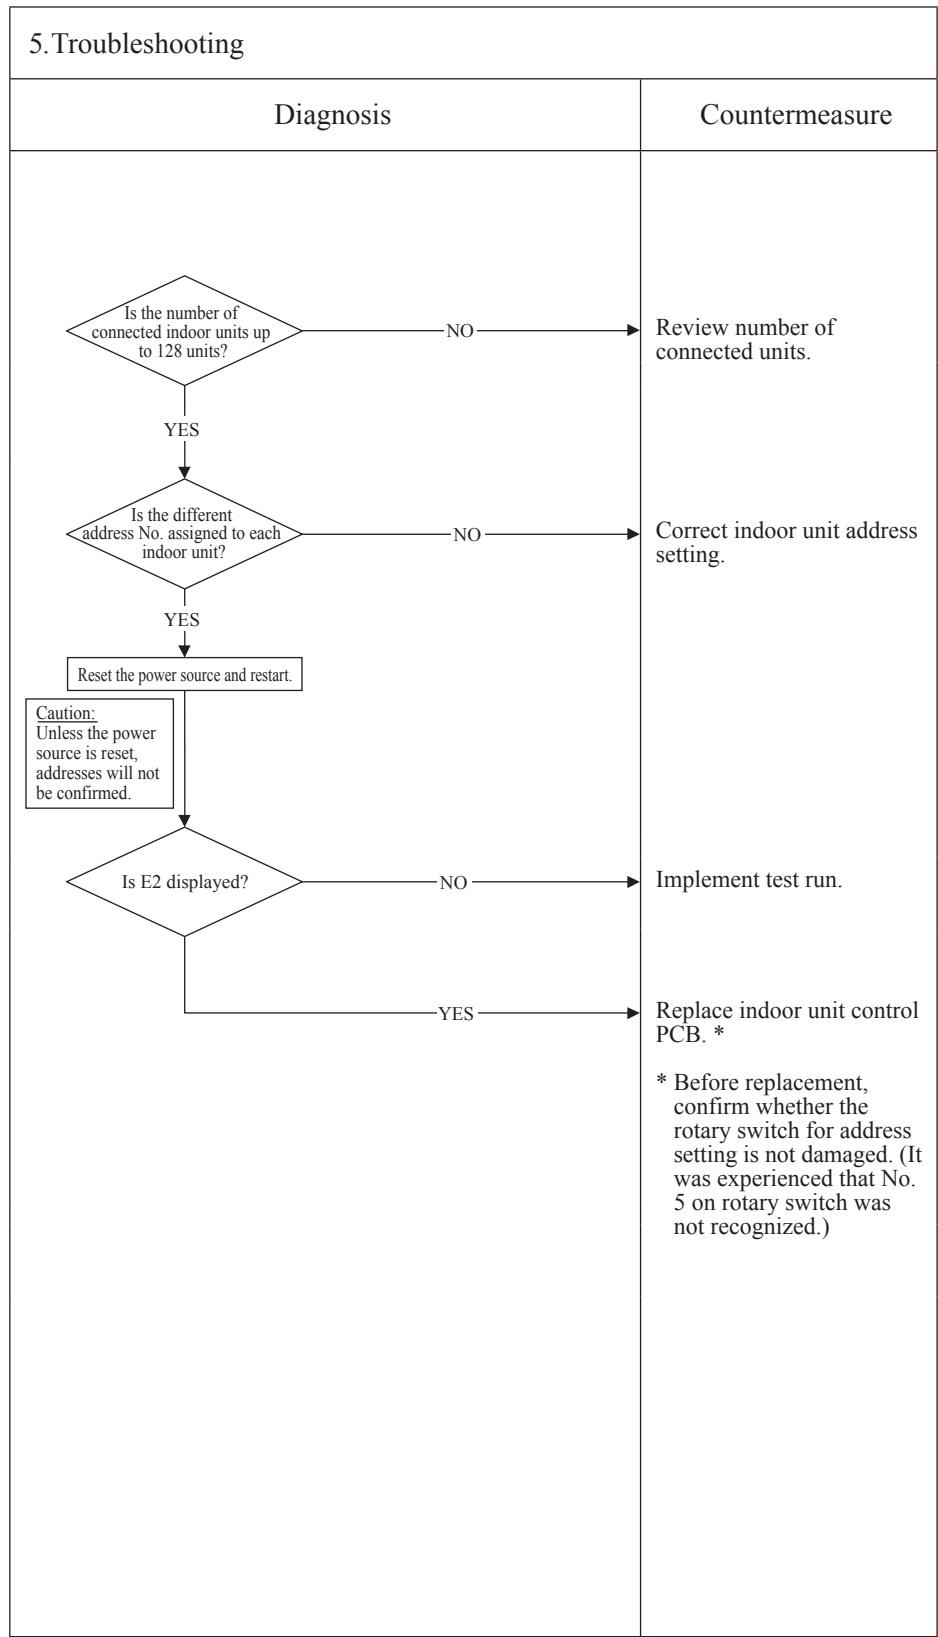 5.Troubleshooting
Diagnosis
Countermeasure
Is the number of
connected indoor units up
to 128 units?
NO
Review number of
connected units.
YES
Is the different
address No. assigned to each
indoor unit?
NO
Correct indoor unit address
setting.
YES
Reset the power source and restart.
Caution:
Unless the power
source is reset,
addresses will not
be confirmed.
Is E2 displayed?
NO
Implement test run.
YES
Replace indoor unit control
PCB. *
* Before replacement,
confirm whether the
rotary switch for address
setting is not damaged. (It
was experienced that No.
5 on rotary switch was
not recognized.)